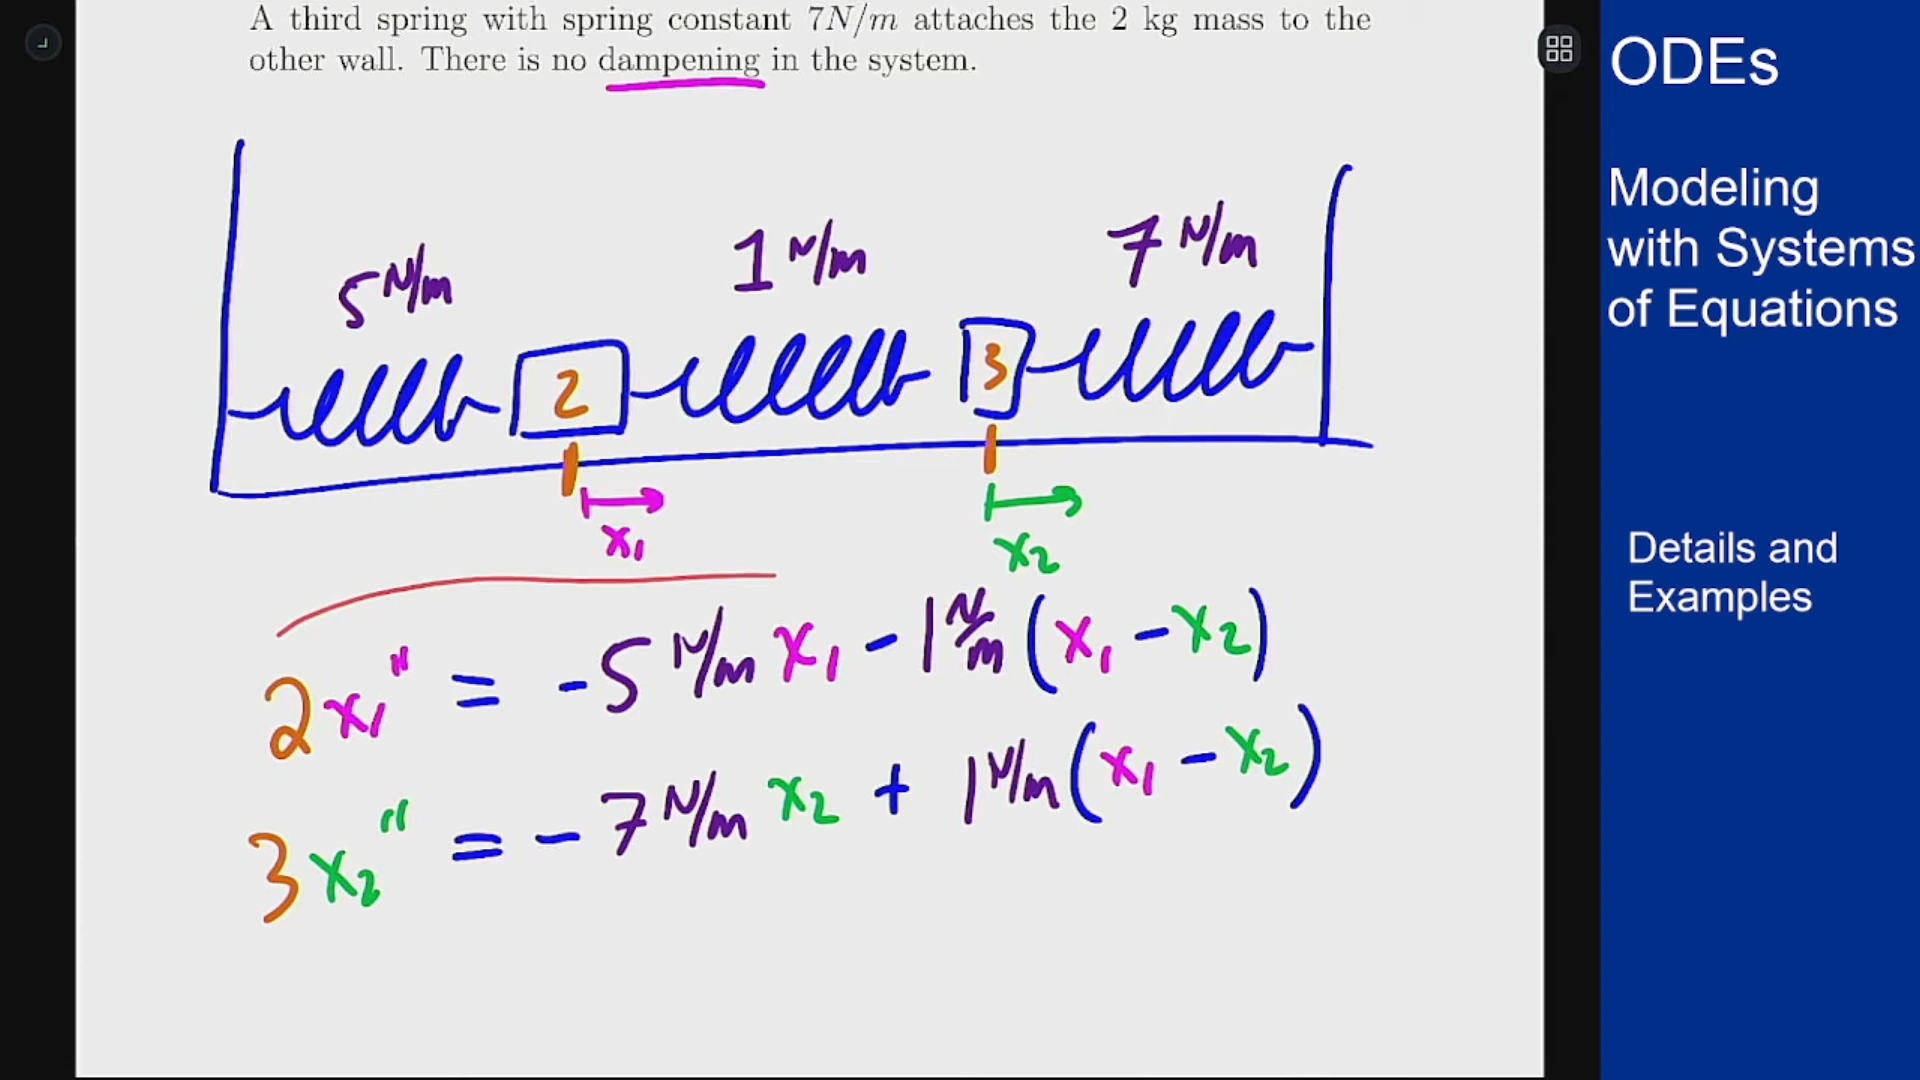 A third spring with spring constant 7N/m attaches the 2 kg mass to the
other wall. There is no dampening in the system.
5 N/m
1 N/m
7 N/m
2
3
x₁
x₂
2x₁'' = -5 N/m x₁ - 1 N/m (x₁ - x₂)
3x₂'' = - 7 N/m x₂ + 1 N/m (x₁ - x₂)
ODEs
Modeling
with Systems
of Equations
Details and
Examples